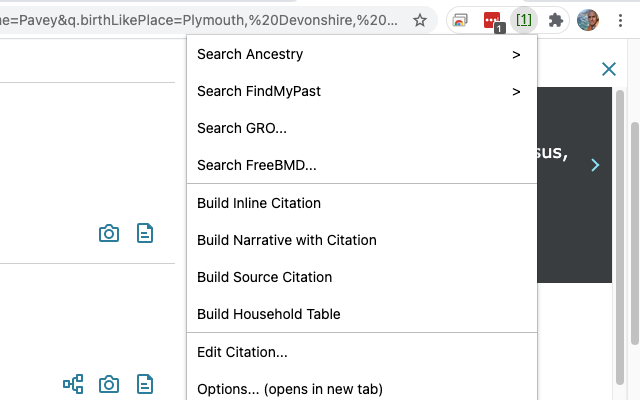 ne=Pavey&q.birthLikePlace=Plymouth,%20Devonshire,%20...
1
[1]
Search Ancestry >
Search FindMyPast >
Search GRO...
Search FreeBMD...
Build Inline Citation
Build Narrative with Citation
Build Source Citation
Build Household Table
Edit Citation...
Options... (opens in new tab)
sus,